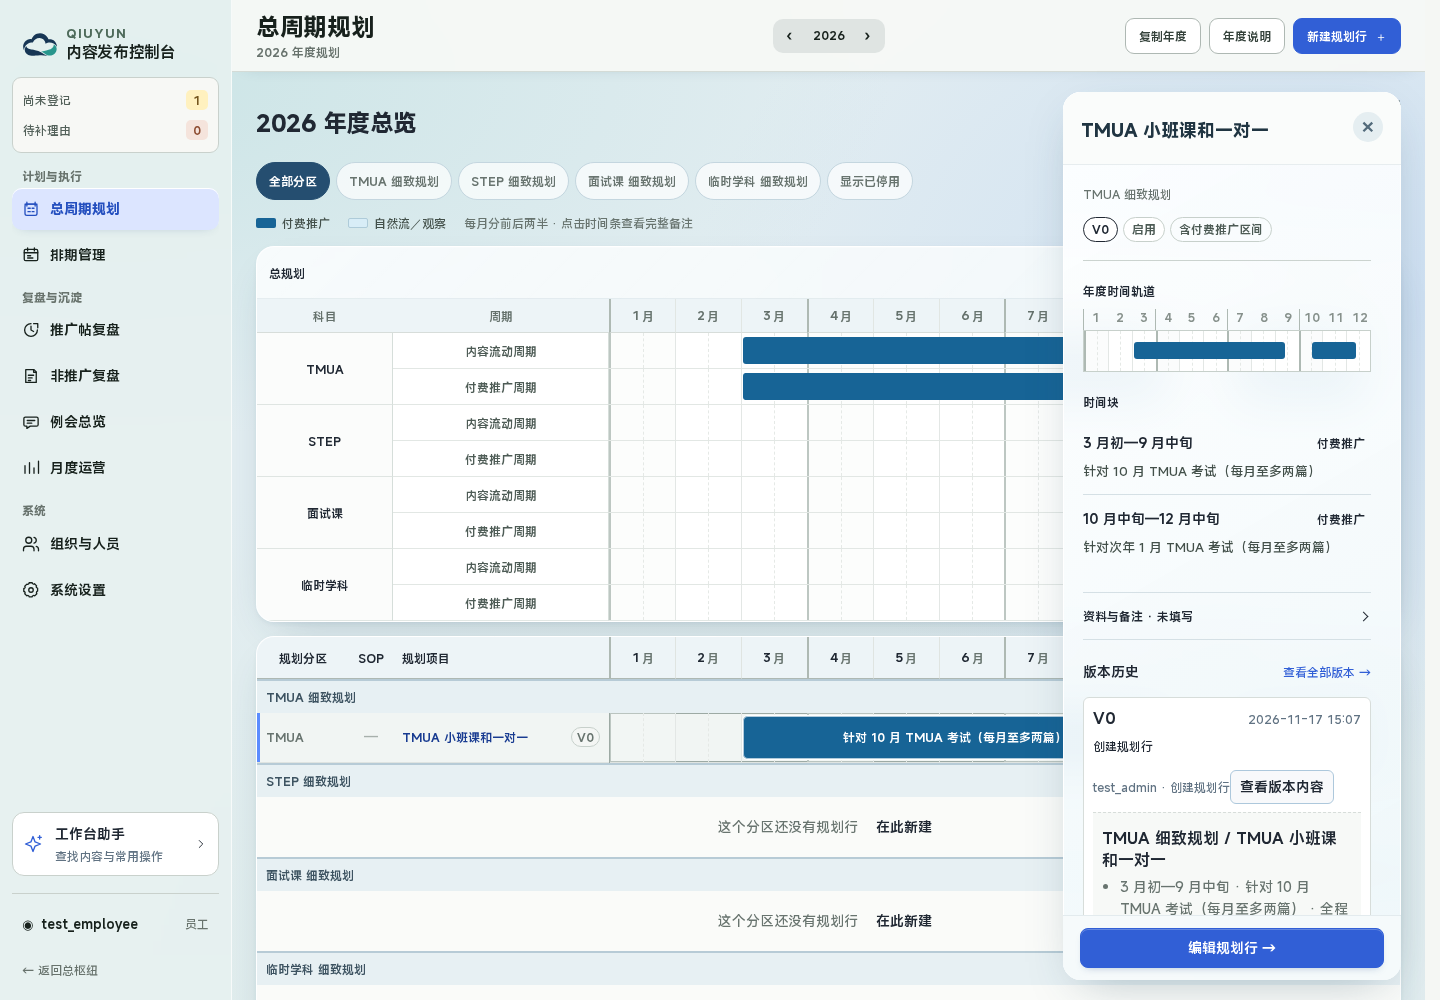 QIUYUN
内容发布控制台
尚未登记 1
待补理由 0
计划与执行
总周期规划
排期管理
复盘与沉淀
推广帖复盘
非推广复盘
例会总览
月度运营
系统
组织与人员
系统设置
工作台助手
查找内容与常用操作
test_employee 员工
← 返回总枢纽
总周期规划
2026 年度规划
‹ 2026 ›
复制年度 年度说明 新建规划行 +
2026 年度总览
全部分区 TMUA 细致规划 STEP 细致规划 面试课 细致规划 临时学科 细致规划 显示已停用
付费推广 自然流／观察 每月分前后两半 · 点击时间条查看完整备注
总规划
科目 周期 1 月 2 月 3 月 4 月 5 月 6 月 7 月
TMUA 内容流动周期
付费推广周期
STEP 内容流动周期
付费推广周期
面试课 内容流动周期
付费推广周期
临时学科 内容流动周期
付费推广周期
规划分区 SOP 规划项目 1 月 2 月 3 月 4 月 5 月 6 月 7 月
TMUA 细致规划
TMUA — TMUA 小班课和一对一 V0 针对 10 月 TMUA 考试（每月至多两篇）
STEP 细致规划
这个分区还没有规划行 在此新建
面试课 细致规划
这个分区还没有规划行 在此新建
临时学科 细致规划
TMUA 小班课和一对一 ×
TMUA 细致规划
V0 启用 含付费推广区间
年度时间轨道
1 2 3 4 5 6 7 8 9 10 11 12
时间块
3 月初—9 月中旬 付费推广
针对 10 月 TMUA 考试（每月至多两篇）
10 月中旬—12 月中旬 付费推广
针对次年 1 月 TMUA 考试（每月至多两篇）
资料与备注 · 未填写
版本历史 查看全部版本 →
V0 2026-11-17 15:07
创建规划行
test_admin · 创建规划行 查看版本内容
TMUA 细致规划 / TMUA 小班课
和一对一
• 3 月初—9 月中旬 · 针对 10 月
TMUA 考试（每月至多两篇） · 全程
编辑规划行 →